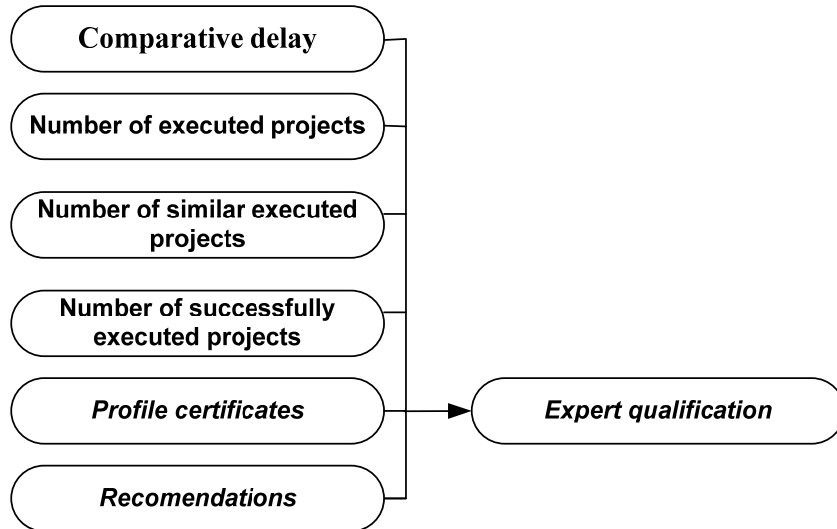 Comparative delay
Number of executed projects
Number of similar executed
projects
Number of successfully
executed projects
Profile certificates
Expert qualification
Recomendations